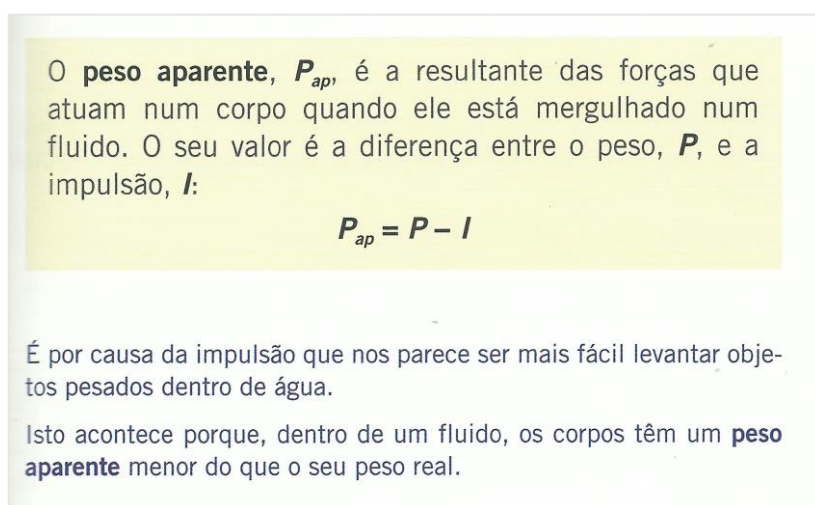 O peso aparente, Pap, é a resultante das forças que
atuam num corpo quando ele está mergulhado num
fluido. O seu valor é a diferença entre o peso, P, e a
impulsão, I:
Pap = P – I
É por causa da impulsão que nos parece ser mais fácil levantar obje-
tos pesados dentro de água.
Isto acontece porque, dentro de um fluido, os corpos têm um peso
aparente menor do que o seu peso real.